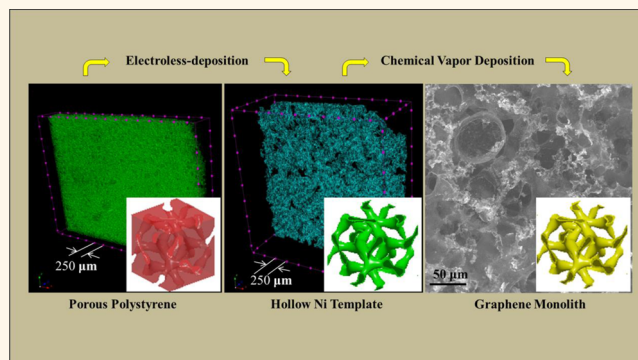 Electroless-deposition
Chemical Vapor Deposition
250 µm
250 µm
50 µm
Porous Polystyrene
Hollow Ni Template
Graphene Monolith